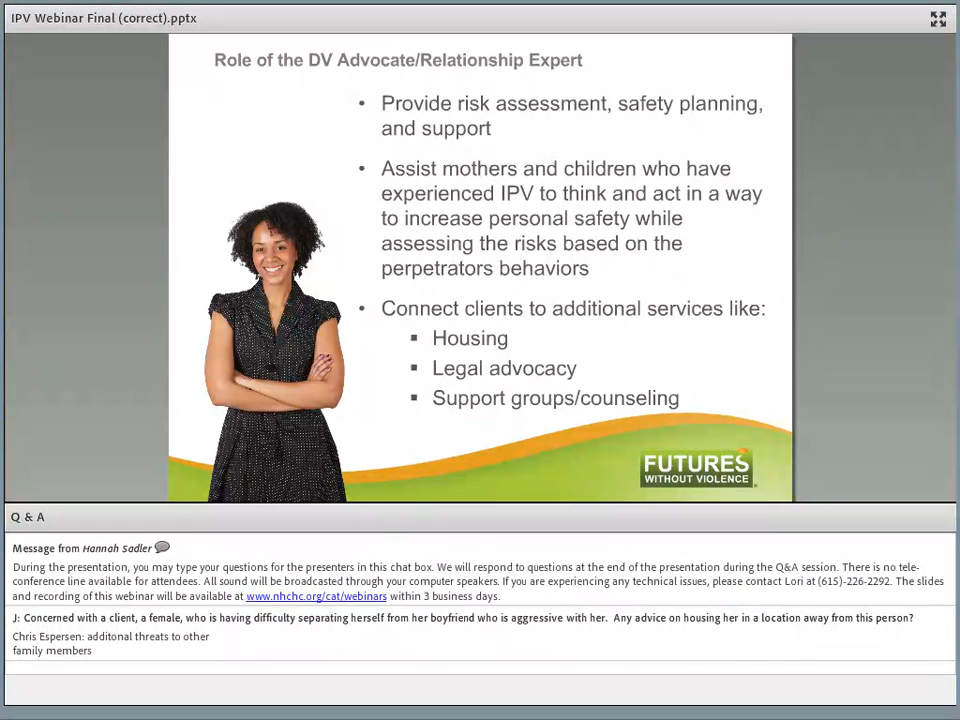 IPV Webinar Final (correct).pptx
Role of the DV Advocate/Relationship Expert
• Provide risk assessment, safety planning,
and support
• Assist mothers and children who have
experienced IPV to think and act in a way
to increase personal safety while
assessing the risks based on the
perpetrators behaviors
• Connect clients to additional services like:
▪ Housing
▪ Legal advocacy
▪ Support groups/counseling
FUTURES
WITHOUT VIOLENCE
Q & A
Message from Hannah Sadler
During the presentation, you may type your questions for the presenters in this chat box. We will respond to questions at the end of the presentation during the Q&A session. There is no tele-
conference line available for attendees. All sound will be broadcasted through your computer speakers. If you are experiencing any technical issues, please contact Lori at (615)-226-2292. The slides
and recording of this webinar will be available at www.nhchc.org/cat/webinars within 3 business days.
J: Concerned with a client, a female, who is having difficulty separating herself from her boyfriend who is aggressive with her. Any advice on housing her in a location away from this person?
Chris Espersen: additonal threats to other
family members